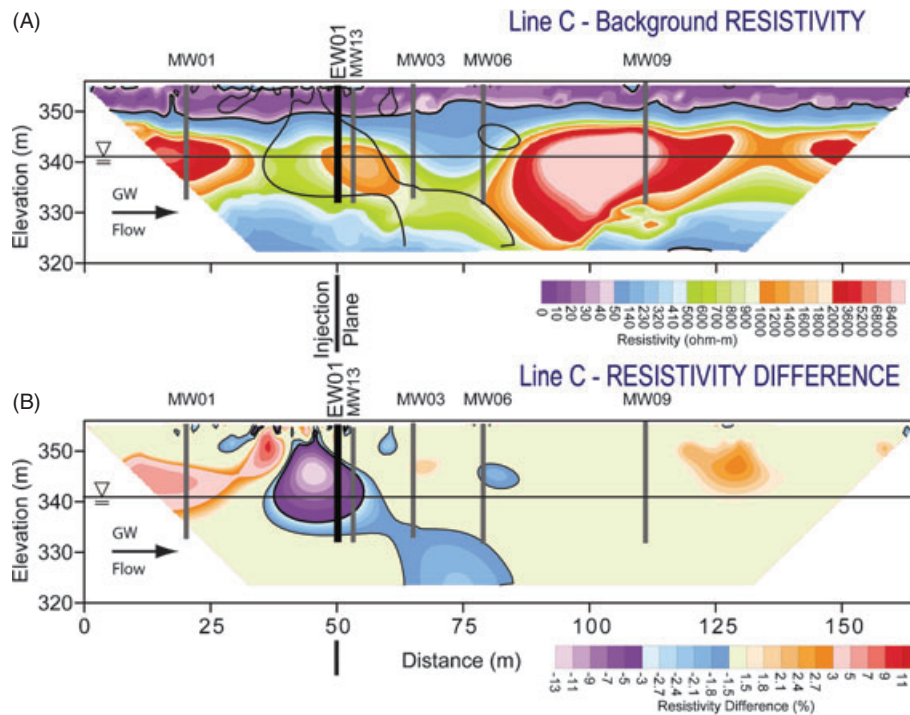 (A)
Line C - Background RESISTIVITY
MW01
EW01
MW13
MW03
MW06
MW09
Elevation (m)
350
340
330
320
GW
Flow
0
10
20
30
40
50
140
230
320
410
500
600
700
800
900
1000
1200
1400
1600
1800
2000
3600
5200
6800
8400
Resistivity (ohm-m)
Injection
Plane
(B)
Line C - RESISTIVITY DIFFERENCE
MW01
EW01
MW13
MW03
MW06
MW09
Elevation (m)
350
340
330
320
GW
Flow
0
25
50
75
100
125
150
Distance (m)
-13
-11
-9
-7
-5
-3
-2.7
-2.4
-2.1
-1.8
-1.5
1.5
1.8
2.1
2.4
2.7
3
5
7
9
11
Resistivity Difference (%)